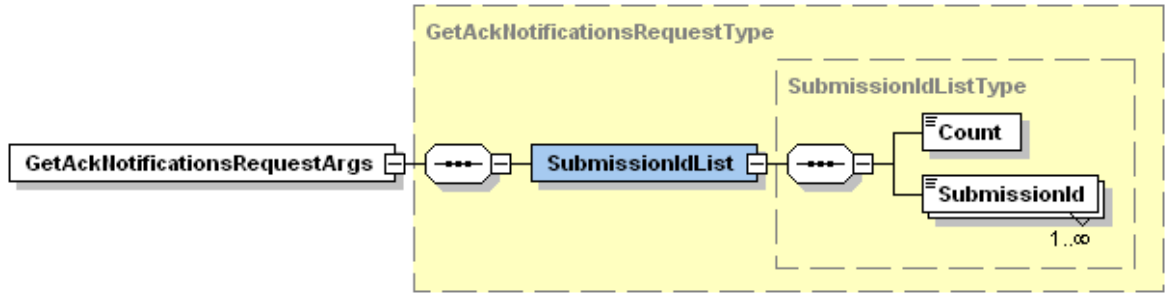 GetAckNotificationsRequestType
SubmissionIdListType
Count
GetAckNotificationsRequestArgs
SubmissionIdList
SubmissionId
1..∞